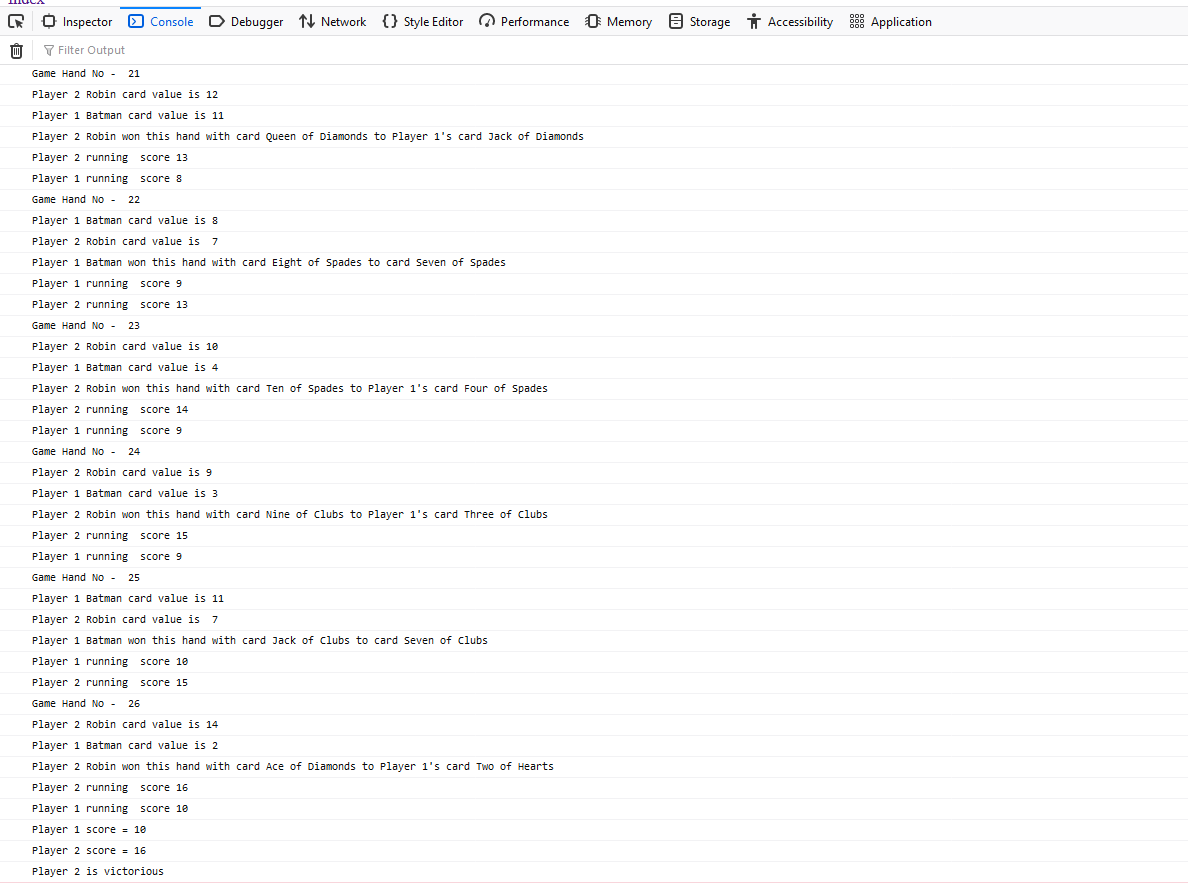 Index
Inspector Console Debugger Network Style Editor Performance Memory Storage Accessibility Application
Filter Output
Game Hand No -  21
Player 2 Robin card value is 12
Player 1 Batman card value is 11
Player 2 Robin won this hand with card Queen of Diamonds to Player 1's card Jack of Diamonds
Player 2 running  score 13
Player 1 running  score 8
Game Hand No -  22
Player 1 Batman card value is 8
Player 2 Robin card value is  7
Player 1 Batman won this hand with card Eight of Spades to card Seven of Spades
Player 1 running  score 9
Player 2 running  score 13
Game Hand No -  23
Player 2 Robin card value is 10
Player 1 Batman card value is 4
Player 2 Robin won this hand with card Ten of Spades to Player 1's card Four of Spades
Player 2 running  score 14
Player 1 running  score 9
Game Hand No -  24
Player 2 Robin card value is 9
Player 1 Batman card value is 3
Player 2 Robin won this hand with card Nine of Clubs to Player 1's card Three of Clubs
Player 2 running  score 15
Player 1 running  score 9
Game Hand No -  25
Player 1 Batman card value is 11
Player 2 Robin card value is  7
Player 1 Batman won this hand with card Jack of Clubs to card Seven of Clubs
Player 1 running  score 10
Player 2 running  score 15
Game Hand No -  26
Player 2 Robin card value is 14
Player 1 Batman card value is 2
Player 2 Robin won this hand with card Ace of Diamonds to Player 1's card Two of Hearts
Player 2 running  score 16
Player 1 running  score 10
Player 1 score = 10
Player 2 score = 16
Player 2 is victorious